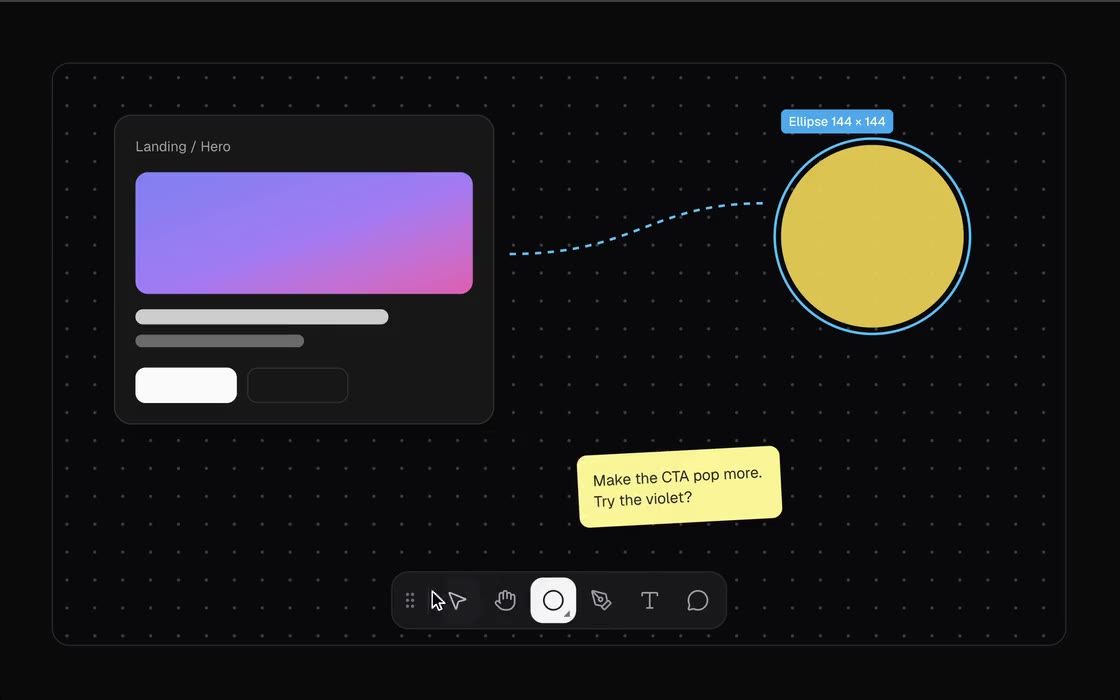 Landing / Hero
Ellipse 144 × 144
Make the CTA pop more.
Try the violet?